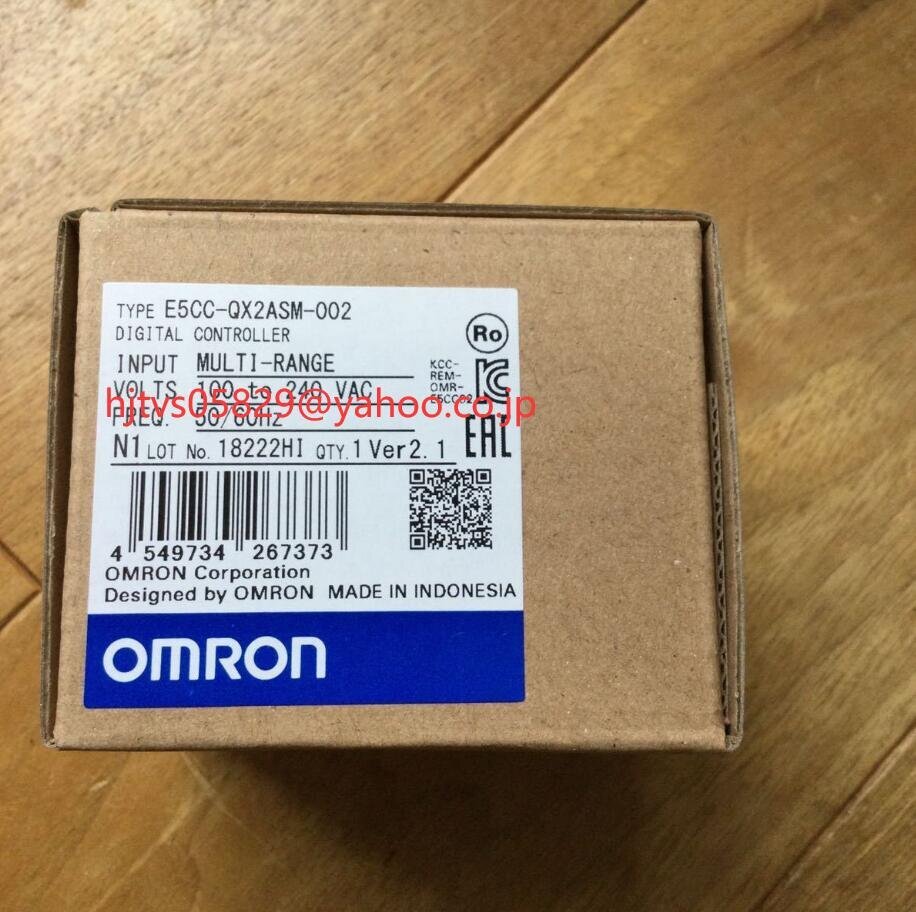 TYPE E5CC-QX2ASM-002
DIGITAL CONTROLLER
Ro
INPUT MULTI-RANGE
KCC-
REM-
OMR-
E5CC02
VOLTS 100 to 240 VAC
hjtvs05829@yahoo.co.jp
FREQ. 50/60Hz
EAC
N1 LOT No. 18222HI QTY. 1 Ver2.1
4 549734 267373
OMRON Corporation
Designed by OMRON MADE IN INDONESIA
OMRON